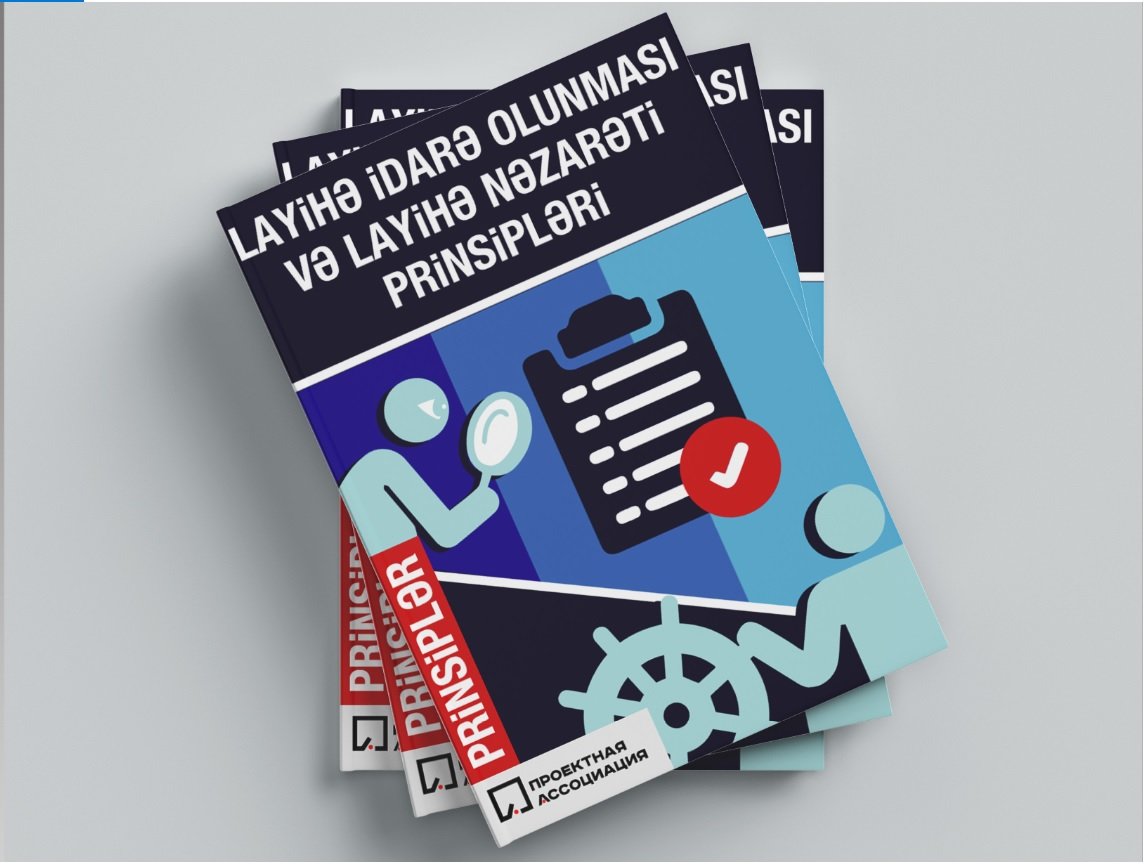 LAYİHƏ İDARƏ OLUNMASI
VƏ LAYİHƏ NƏZARƏTİ
PRİNSİPLƏRİ
PRİNSİPLƏR
ПРОЕКТНАЯ
АССОЦИАЦИЯ